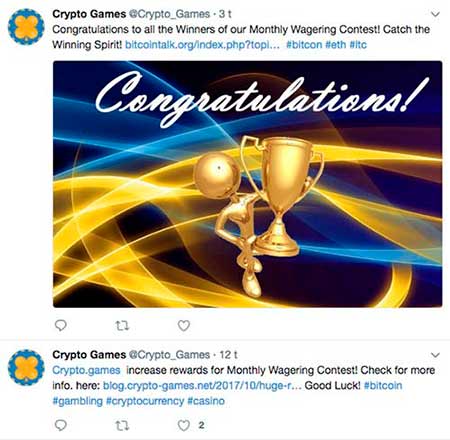 Crypto Games @Crypto_Games · 3 t
Congratulations to all the Winners of our Monthly Wagering Contest! Catch the
Winning Spirit! bitcointalk.org/index.php?topi... #bitcon #eth #ltc
Congratulations!
Crypto Games @Crypto_Games · 12 t
Crypto.games increase rewards for Monthly Wagering Contest! Check for more
info. here: blog.crypto-games.net/2017/10/huge-r... Good Luck! #bitcoin
#gambling #cryptocurrency #casino
2